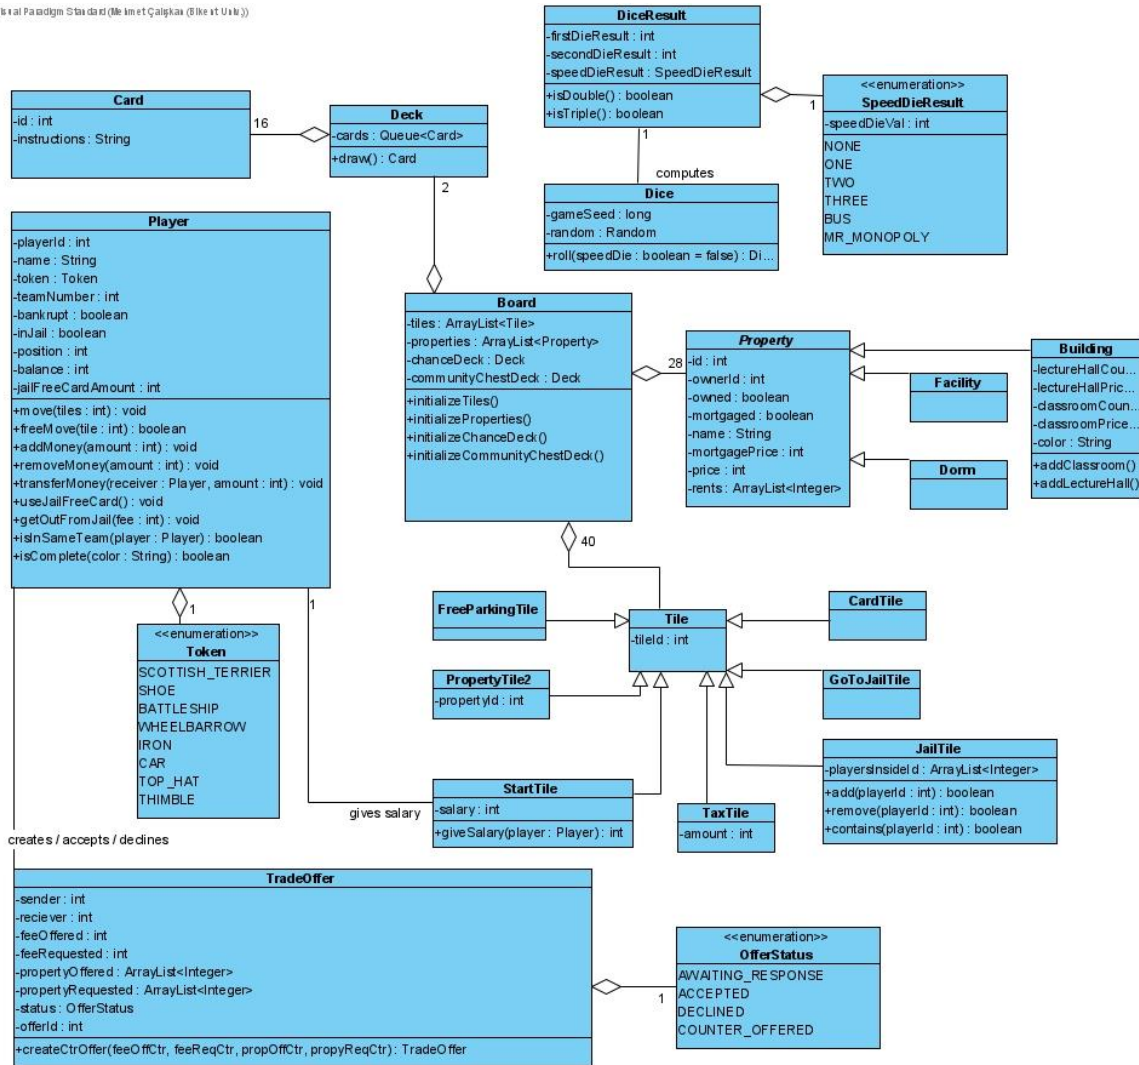 Visual Paradigm Standard (Mehmet Çalışkan (Bilkent Univ.))
DiceResult
-firstDieResult : int
-secondDieResult : int
-speedDieResult : SpeedDieResult
+isDouble() : boolean
+isTriple() : boolean
1
<<enumeration>>
SpeedDieResult
-speedDieVal : int
NONE
ONE
TWO
THREE
BUS
MR_MONOPOLY
Card
-id : int
-instructions : String
16
Deck
-cards : Queue<Card>
+draw() : Card
2
1
computes
Dice
-gameSeed : long
-random : Random
+roll(speedDie : boolean = false) : Di...
Player
-playerId : int
-name : String
-token : Token
-teamNumber : int
-bankrupt : boolean
-inJail : boolean
-position : int
-balance : int
-jailFreeCardAmount : int
+move(tiles : int) : void
+freeMove(tile : int) : boolean
+addMoney(amount : int) : void
+removeMoney(amount : int) : void
+transferMoney(receiver : Player, amount : int) : void
+useJailFreeCard() : void
+getOutFromJail(fee : int) : void
+isInSameTeam(player : Player) : boolean
+isComplete(color : String) : boolean
Board
-tiles : ArrayList<Tile>
-properties : ArrayList<Property>
-chanceDeck : Deck
-communityChestDeck : Deck
+initializeTiles()
+initializeProperties()
+initializeChanceDeck()
+initializeCommunityChestDeck()
28
Property
-id : int
-ownerId : int
-owned : boolean
-mortgaged : boolean
-name : String
-mortgagePrice : int
-price : int
-rents : ArrayList<Integer>
Facility
Dorm
Building
-lectureHallCou...
-lectureHallPric...
-classroomCoun...
-classroomPrice...
-color : String
+addClassroom()
+addLectureHall()
40
1
1
<<enumeration>>
Token
SCOTTISH_TERRIER
SHOE
BATTLESHIP
WHEELBARROW
IRON
CAR
TOP_HAT
THIMBLE
FreeParkingTile
Tile
-tileId : int
CardTile
PropertyTile2
-propertyId : int
GoToJailTile
JailTile
-playersInsideId : ArrayList<Integer>
+add(playerId : int) : boolean
+remove(playerId : int) : boolean
+contains(playerId : int) : boolean
gives salary
StartTile
-salary : int
+giveSalary(player : Player) : int
TaxTile
-amount : int
creates / accepts / declines
TradeOffer
-sender : int
-reciever : int
-feeOffered : int
-feeRequested : int
-propertyOffered : ArrayList<Integer>
-propertyRequested : ArrayList<Integer>
-status : OfferStatus
-offerId : int
+createCtrOffer(feeOffCtr, feeReqCtr, propOffCtr, propyReqCtr) : TradeOffer
1
<<enumeration>>
OfferStatus
AWAITING_RESPONSE
ACCEPTED
DECLINED
COUNTER_OFFERED